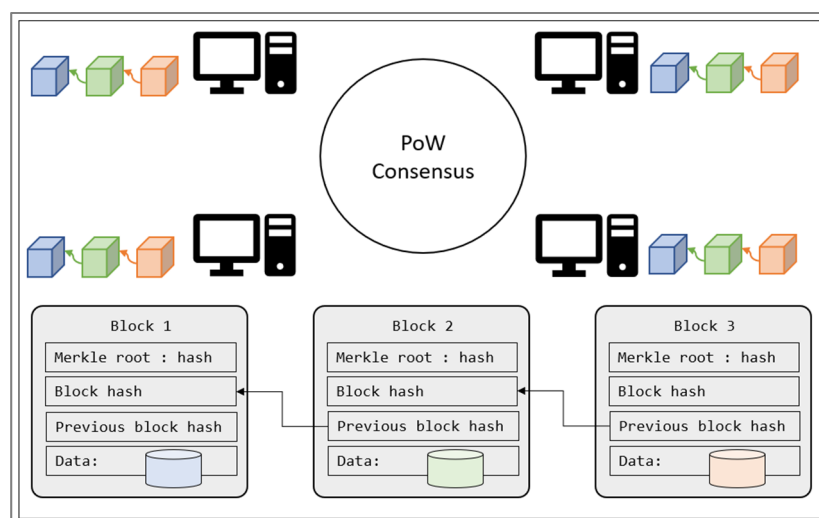 PoW
Consensus
Block 1
Merkle root : hash
Block hash
Previous block hash
Data:
Block 2
Merkle root : hash
Block hash
Previous block hash
Data:
Block 3
Merkle root : hash
Block hash
Previous block hash
Data: